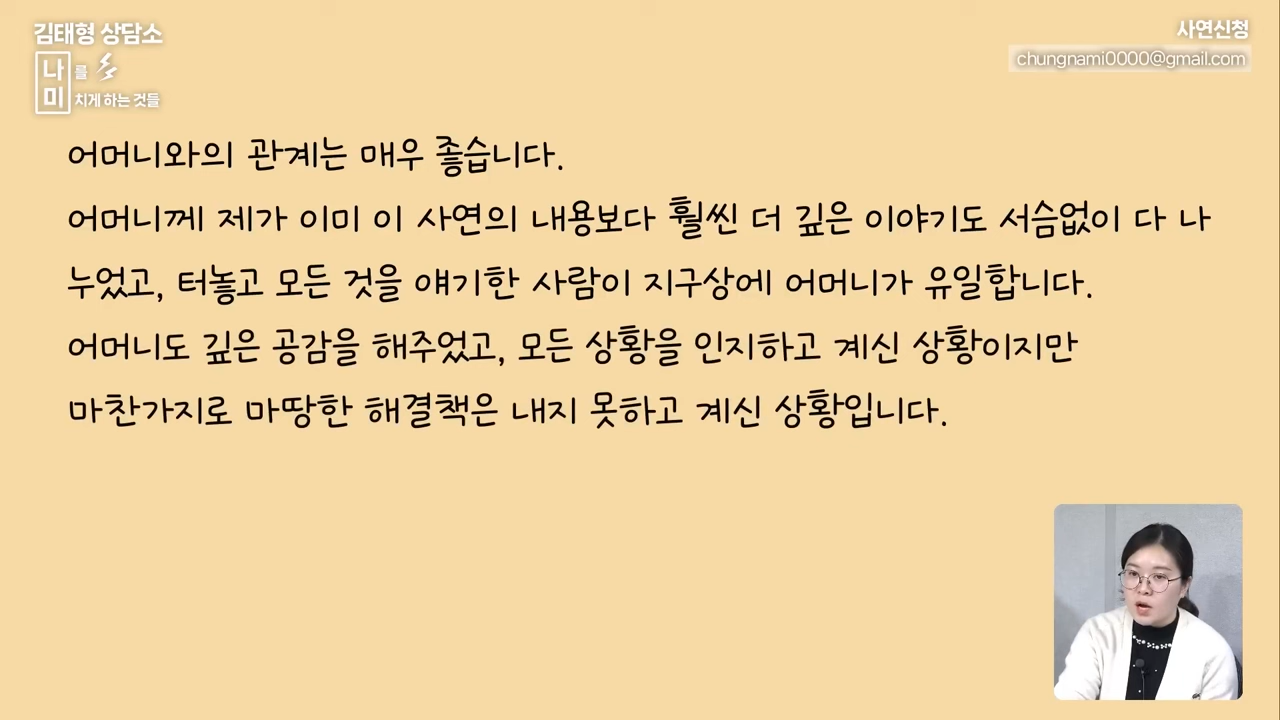 김태형 상담소
나를
미치게 하는 것들
사연신청
chungnami0000@gmail.com
어머니와의 관계는 매우 좋습니다.
어머니께 제가 이미 이 사연의 내용보다 훨씬 더 깊은 이야기도 서슴없이 다 나
누었고, 터놓고 모든 것을 얘기한 사람이 지구상에 어머니가 유일합니다.
어머니도 깊은 공감을 해주었고, 모든 상황을 인지하고 계신 상황이지만
마찬가지로 마땅한 해결책은 내지 못하고 계신 상황입니다.